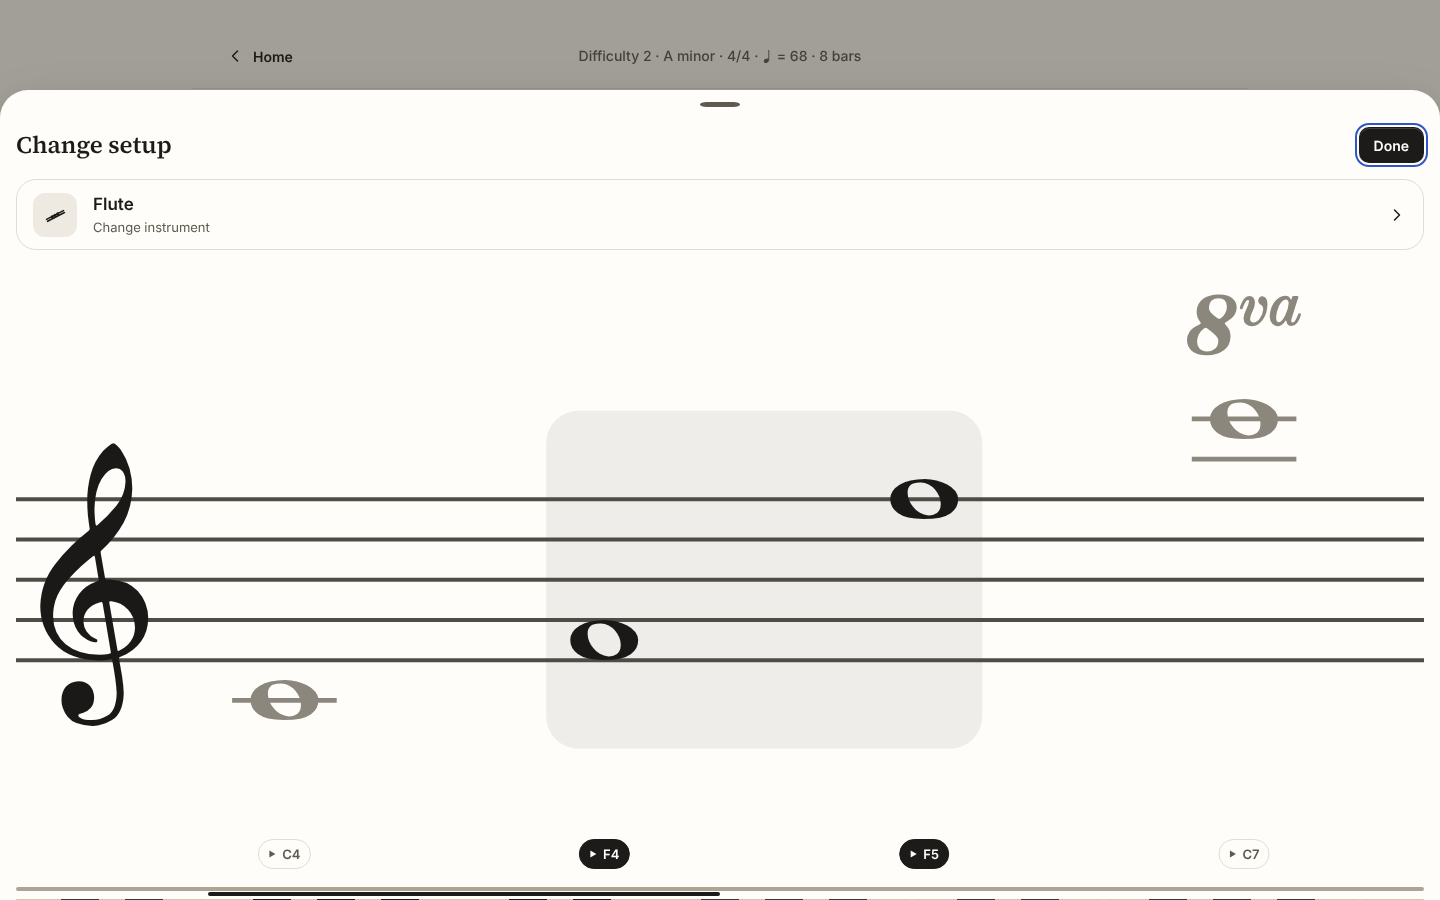 Home
Difficulty 2 · A minor · 4/4 · ♩ = 68 · 8 bars
Change setup
Done
Flute
Change instrument
8va
C4
F4
F5
C7